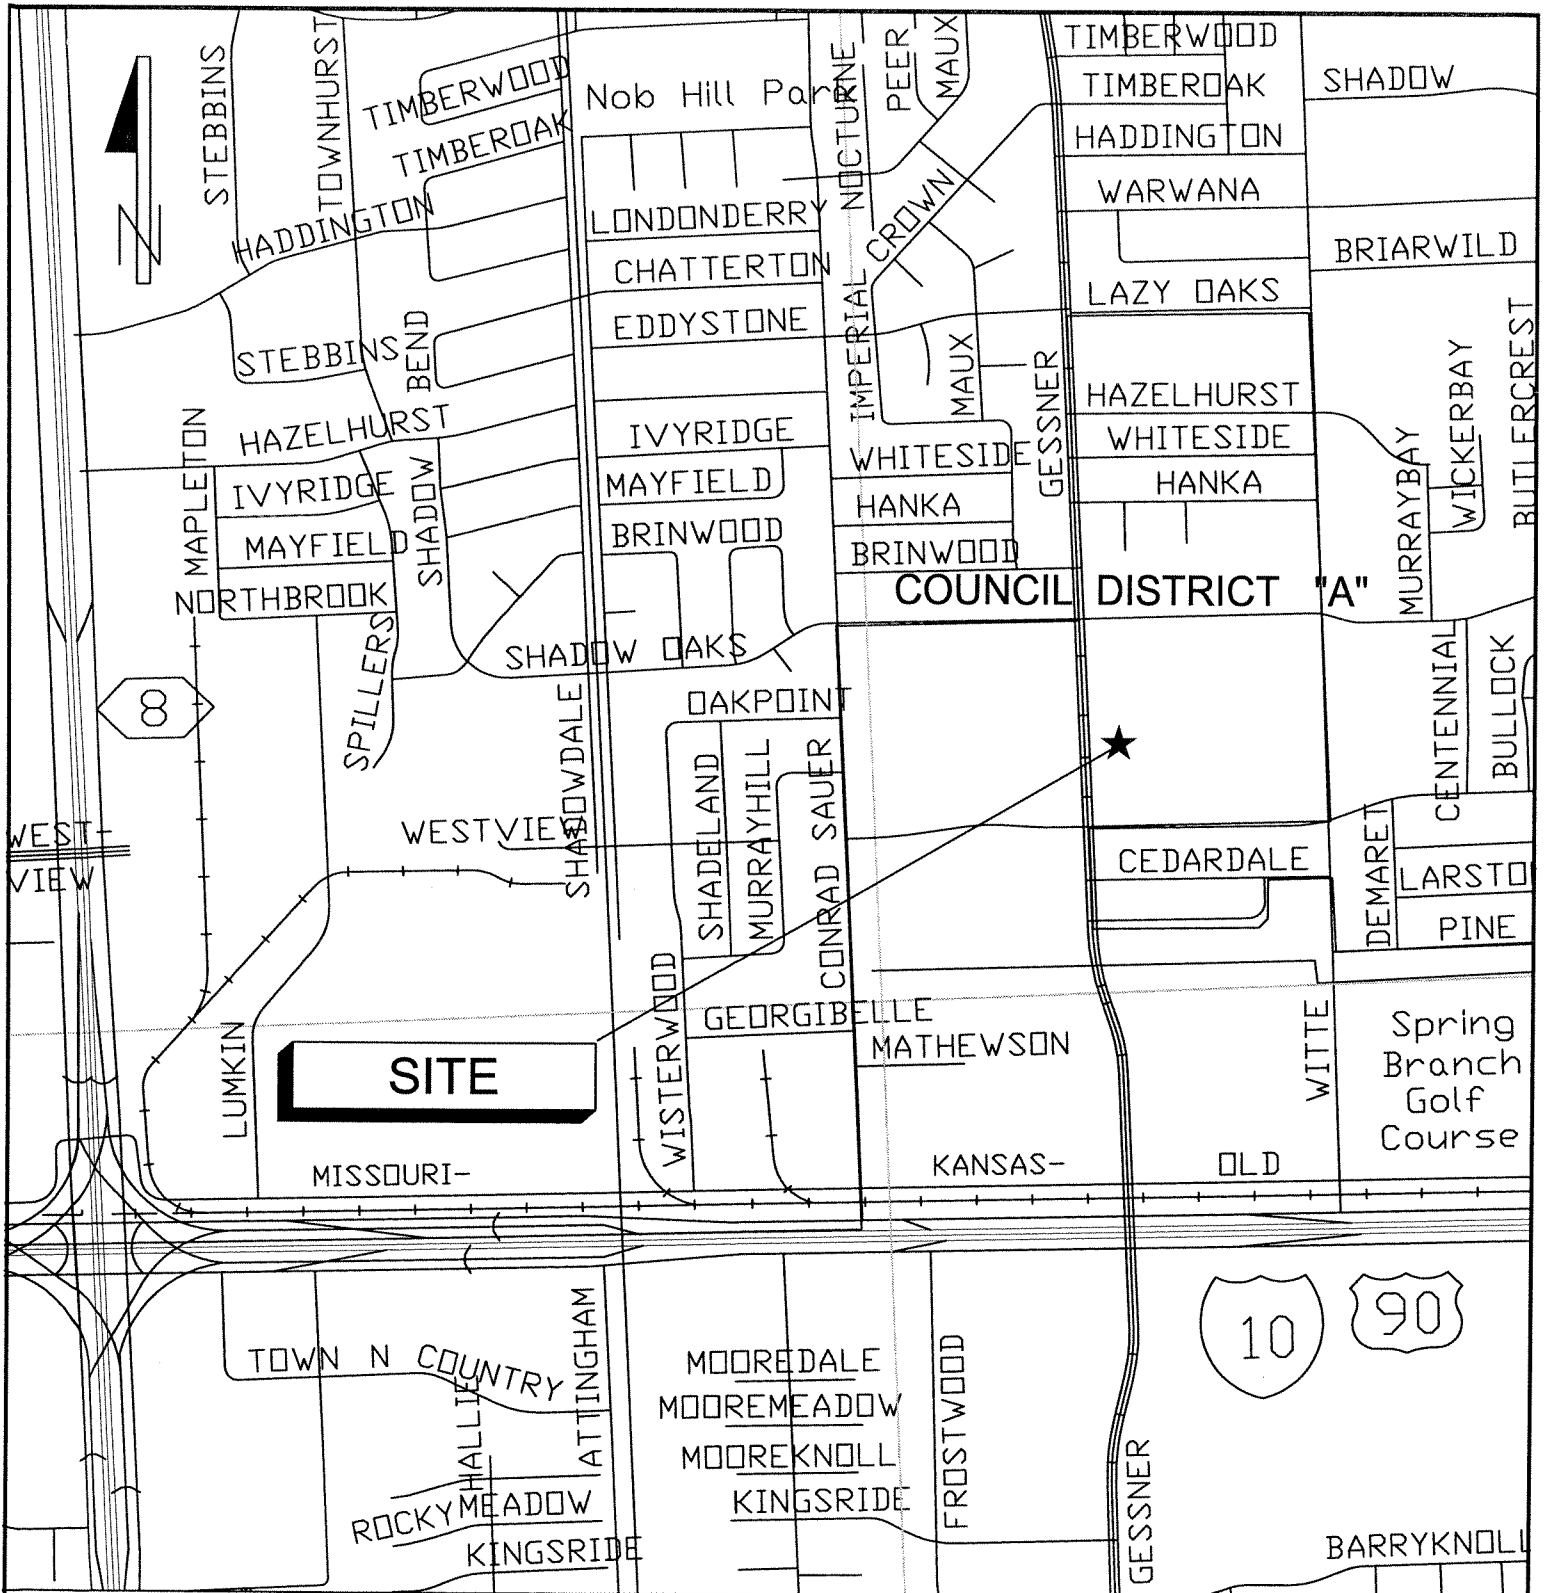 STEBBINS
TOWNHURST
TIMBERWOOD
TIMBEROAK
Nob Hill Park
NOCTURNE
PEER
MAUX
TIMBERWOOD
TIMBEROAK
SHADOW
HADDINGTON
WARWANA
HADDINGTON
N
LONDONDERRY
CROWN
BRIARWILD
CHATTERTON
LAZY OAKS
EDDYSTONE
IMPERIAL
STEBBINS
BEND
MAUX
GESSNER
WICKERBAY
HAZELHURST
MAPLETON
HAZELHURST
IVYRIDGE
WHITESIDE
WHITESIDE
MURRAYBAY
IVYRIDGE
SHADOW
MAYFIELD
HANKA
HANKA
MAYFIELD
BRINWOOD
BRINWOOD
NORTHBROOK
COUNCIL DISTRICT "A"
SPILLERS
SHADOW OAKS
CENTENNIAL
BULLOCK
8
SHADOWDALE
OAKPOINT
SHADELAND
MURRAYHILL
CONRAD SAUER
WEST-
VIEW
WESTVIEW
CEDARDALE
DEMARET
LARSTON
PINE
WISTERWOOD
GEORGIBELLE
MATHEWSON
WITTE
Spring
Branch
Golf
Course
LUMKIN
SITE
MISSOURI-
KANSAS-
OLD
10
90
TOWN N COUNTRY
HALLIE
ATTINGHAM
MOOREDALE
MOOREMEADOW
MOOREKNOLL
KINGSRIDE
FROSTWOOD
GESSNER
ROCKYMEADOW
KINGSRIDE
BARRYKNOLL